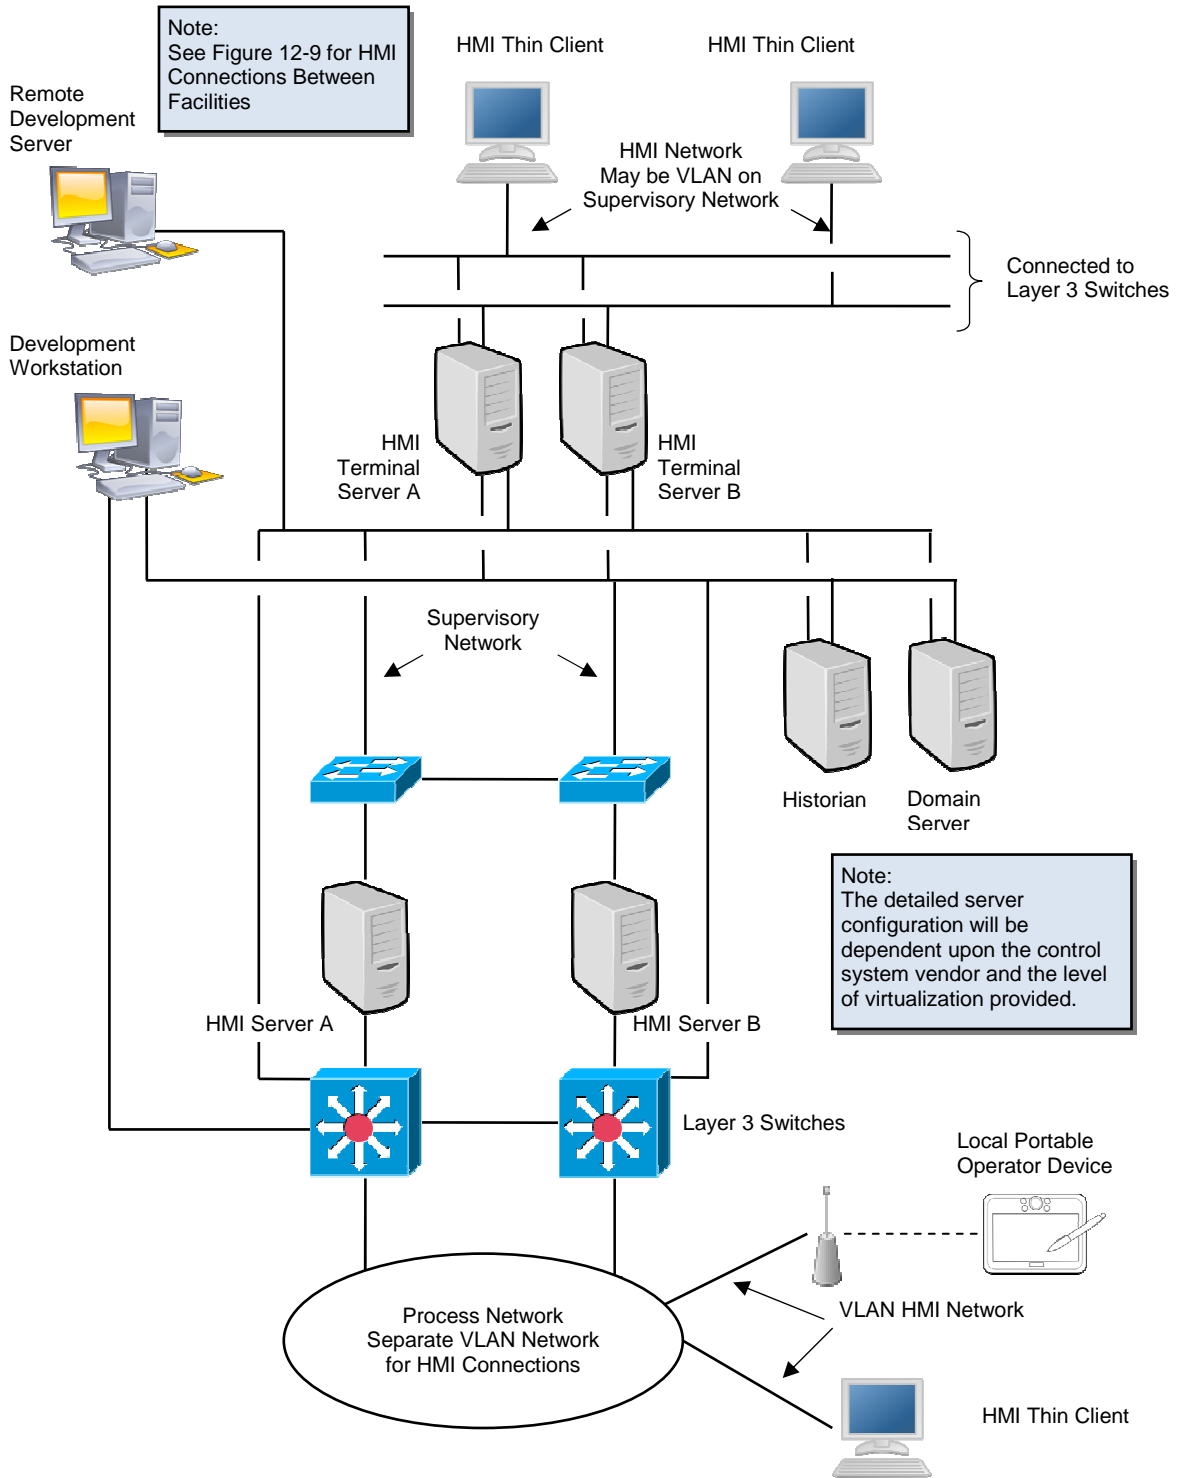 Note:
See Figure 12-9 for HMI
Connections Between
Facilities
HMI Thin Client
HMI Thin Client
Remote
Development
Server
HMI Network
May be VLAN on
Supervisory Network
Connected to
Layer 3 Switches
Development
Workstation
HMI
Terminal
Server A
HMI
Terminal
Server B
Supervisory
Network
Historian
Domain
Server
Note:
The detailed server
configuration will be
dependent upon the control
system vendor and the level
of virtualization provided.
HMI Server A
HMI Server B
Layer 3 Switches
Local Portable
Operator Device
Process Network
Separate VLAN Network
for HMI Connections
VLAN HMI Network
HMI Thin Client